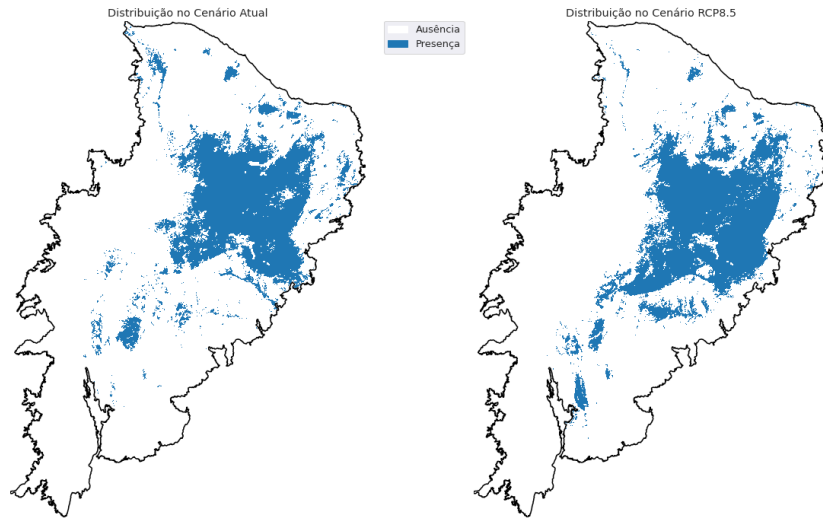 Distribuição no Cenário Atual
Distribuição no Cenário RCP8.5
Ausência
Presença